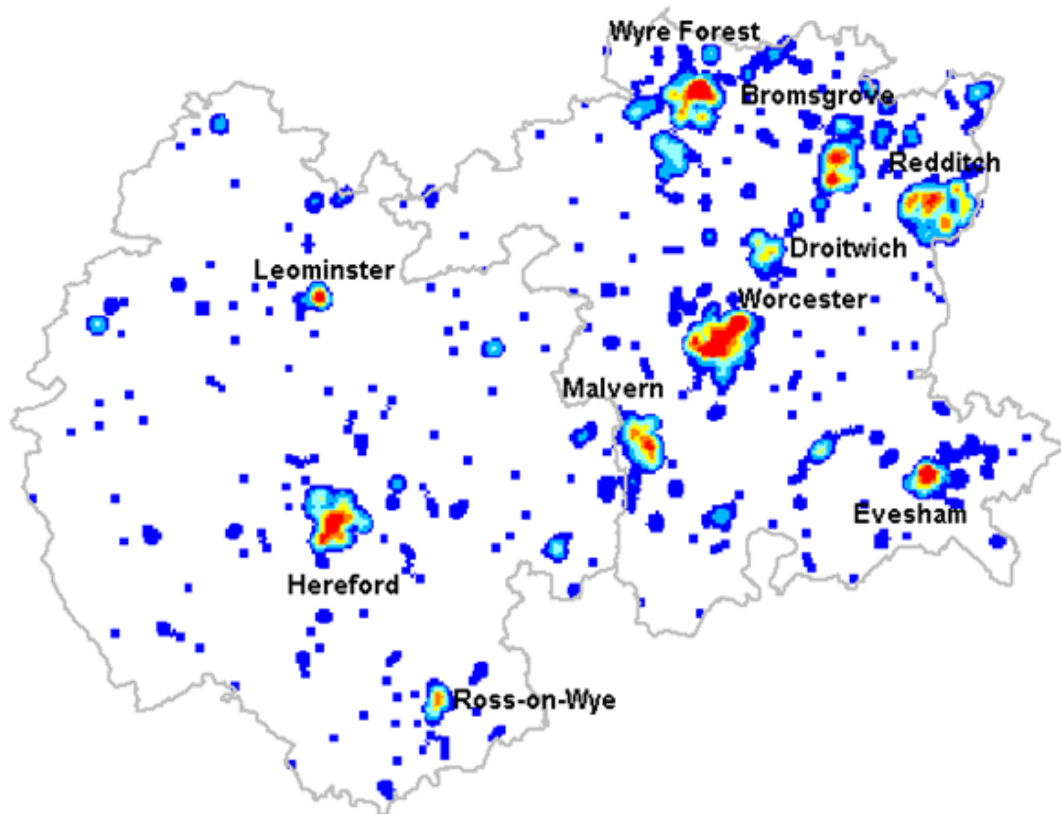 Wyre Forest
Bromsgrove
Redditch
Droitwich
Leominster
Worcester
Malvern
Evesham
Hereford
Ross-on-Wye